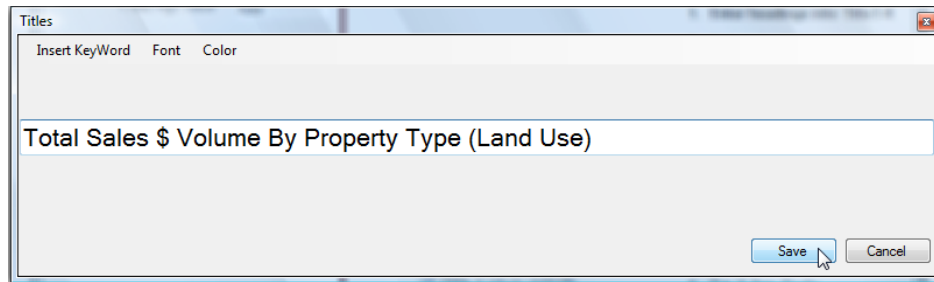 Titles
Insert KeyWord Font Color
Total Sales $ Volume By Property Type (Land Use)
Save Cancel